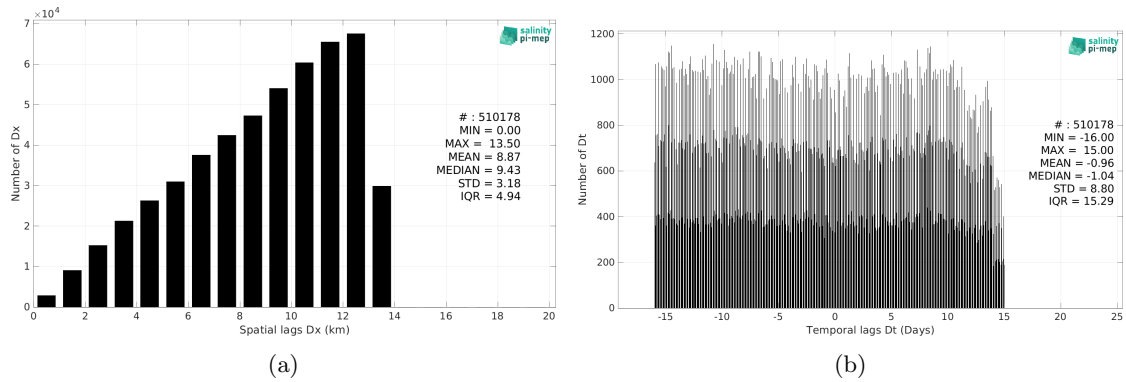 ×10⁴
7
6
5
4
3
2
1
0
Number of Dx
0 2 4 6 8 10 12 14 16 18 20
Spatial lags Dx (km)
salinity
pi-mep
# : 510178
MIN = 0.00
MAX = 13.50
MEAN = 8.87
MEDIAN = 9.43
STD = 3.18
IQR = 4.94
(a)
1200
1000
800
600
400
200
0
Number of Dt
-15 -10 -5 0 5 10 15 20 25
Temporal lags Dt (Days)
salinity
pi-mep
# : 510178
MIN = -16.00
MAX = 15.00
MEAN = -0.96
MEDIAN = -1.04
STD = 8.80
IQR = 15.29
(b)